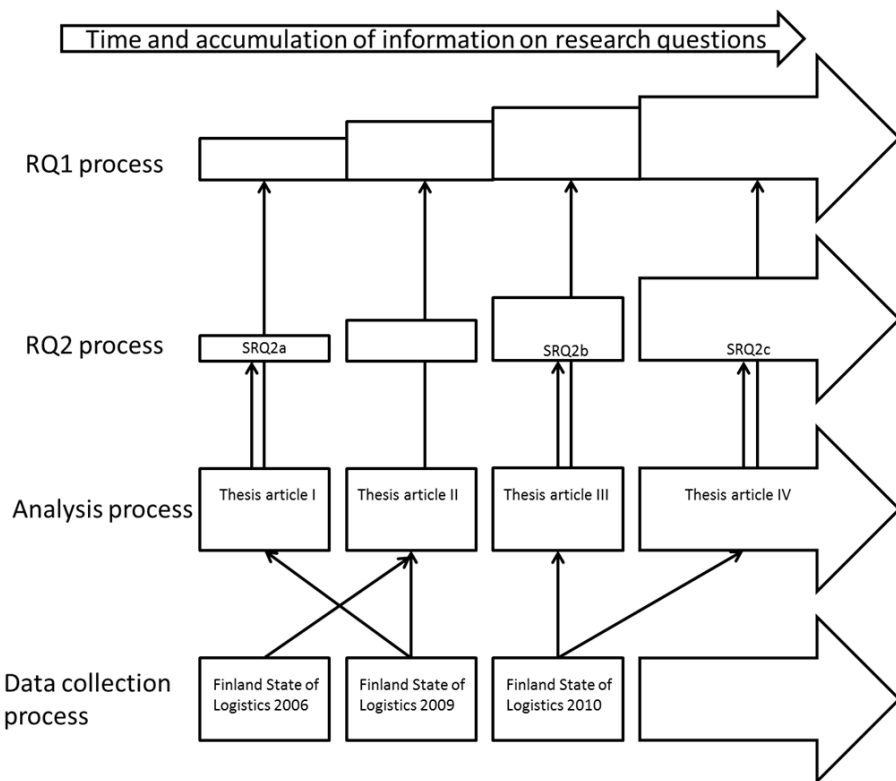 Time and accumulation of information on research questions
RQ1 process
RQ2 process
SRQ2a
SRQ2b
SRQ2c
Analysis process
Thesis article I
Thesis article II
Thesis article III
Thesis article IV
Data collection
process
Finland State of
Logistics 2006
Finland State of
Logistics 2009
Finland State of
Logistics 2010